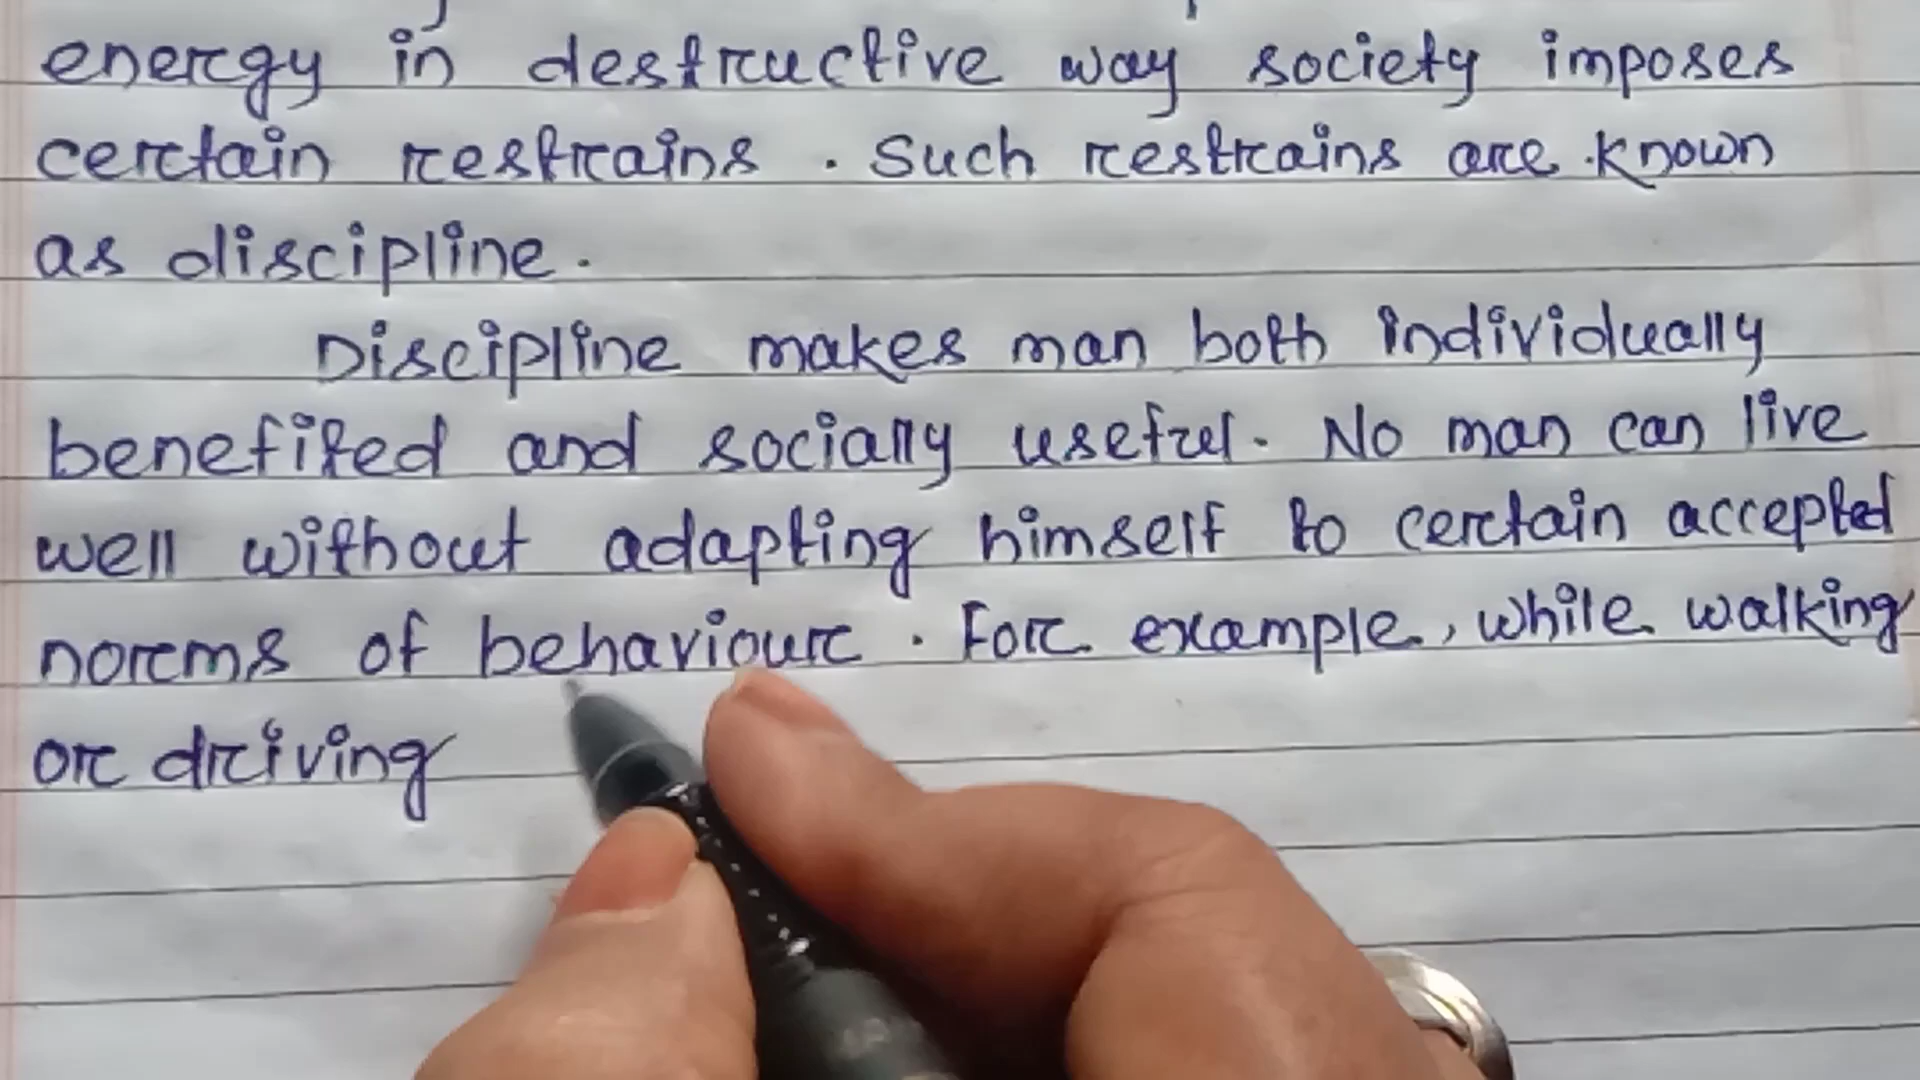 energy in destructive way society imposes
certain restrains. Such restrains are known
as discipline.
Discipline makes man both individually
benefited and socially useful. No man can live
well without adapting himself to certain accepted
norms of behaviour. For example, while walking
or driving